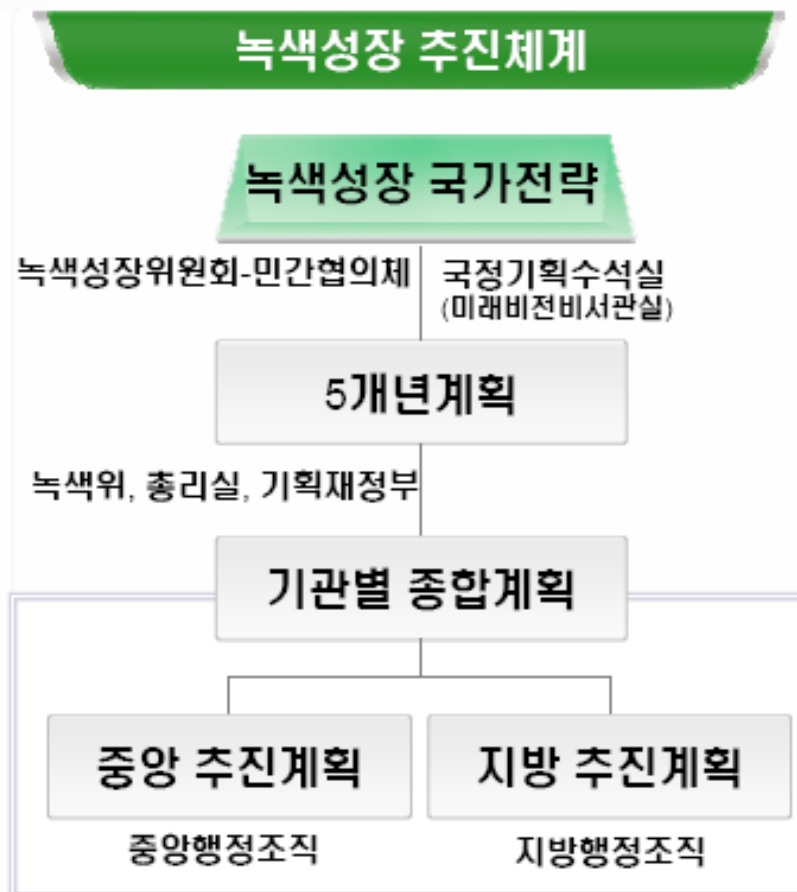 녹색성장 추진체계
녹색성장 국가전략
녹색성장위원회-민간협의체
국정기획수석실
(미래비전비서관실)
5개년계획
녹색위, 총리실, 기획재정부
기관별 종합계획
중앙 추진계획
지방 추진계획
중앙행정조직
지방행정조직